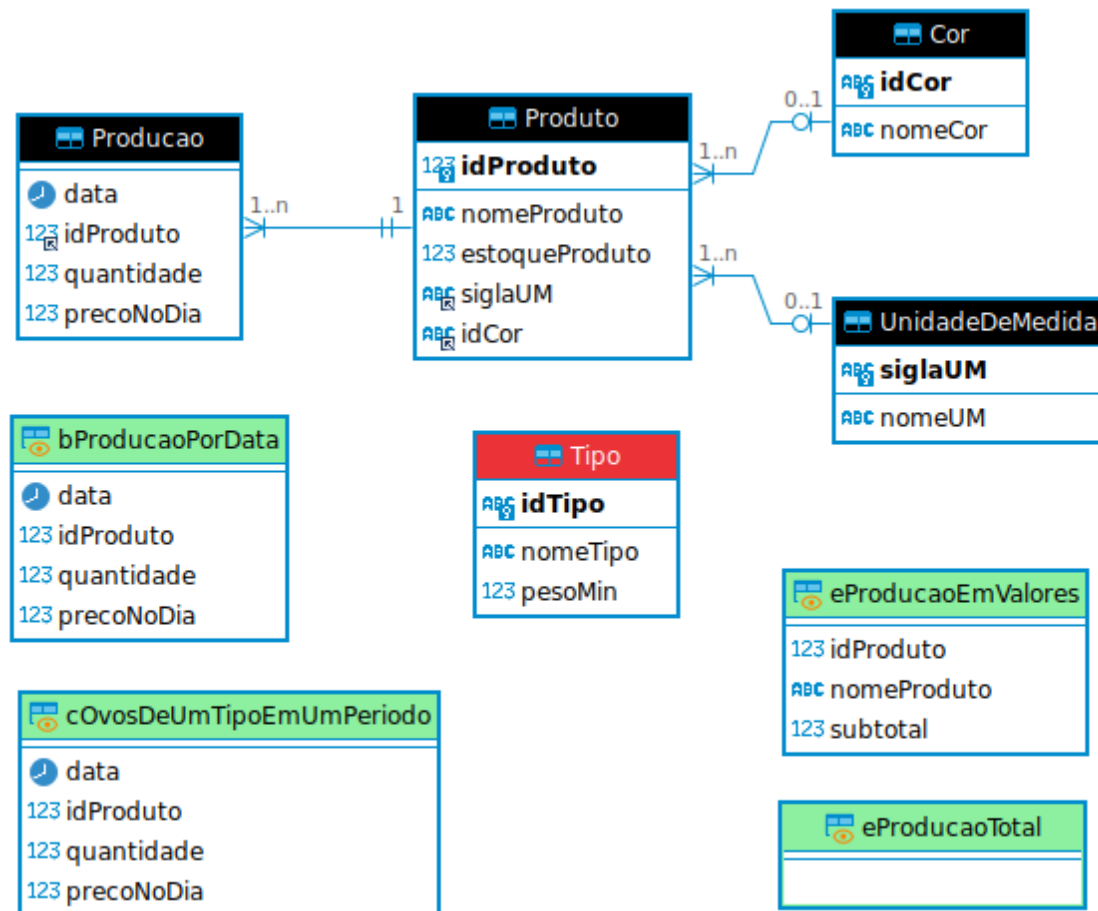 Cor
idCor
nomeCor
Producao
data
idProduto
quantidade
precoNoDia
1..n
1
Produto
idProduto
nomeProduto
estoqueProduto
siglaUM
idCor
1..n
0..1
1..n
0..1
UnidadeDeMedida
siglaUM
nomeUM
bProducaoPorData
data
idProduto
quantidade
precoNoDia
Tipo
idTipo
nomeTipo
pesoMin
eProducaoEmValores
idProduto
nomeProduto
subtotal
cOvosDeUmTipoEmUmPeriodo
data
idProduto
quantidade
precoNoDia
eProducaoTotal